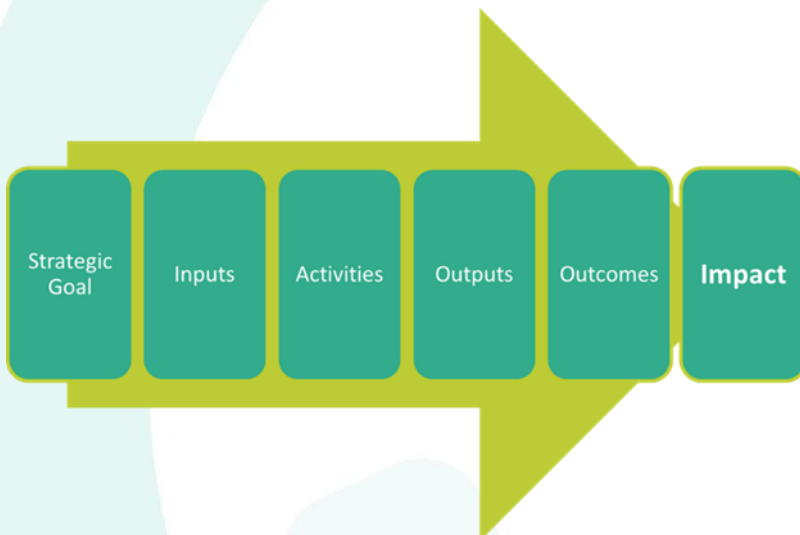 Strategic
Goal
Inputs
Activities
Outputs
Outcomes
Impact